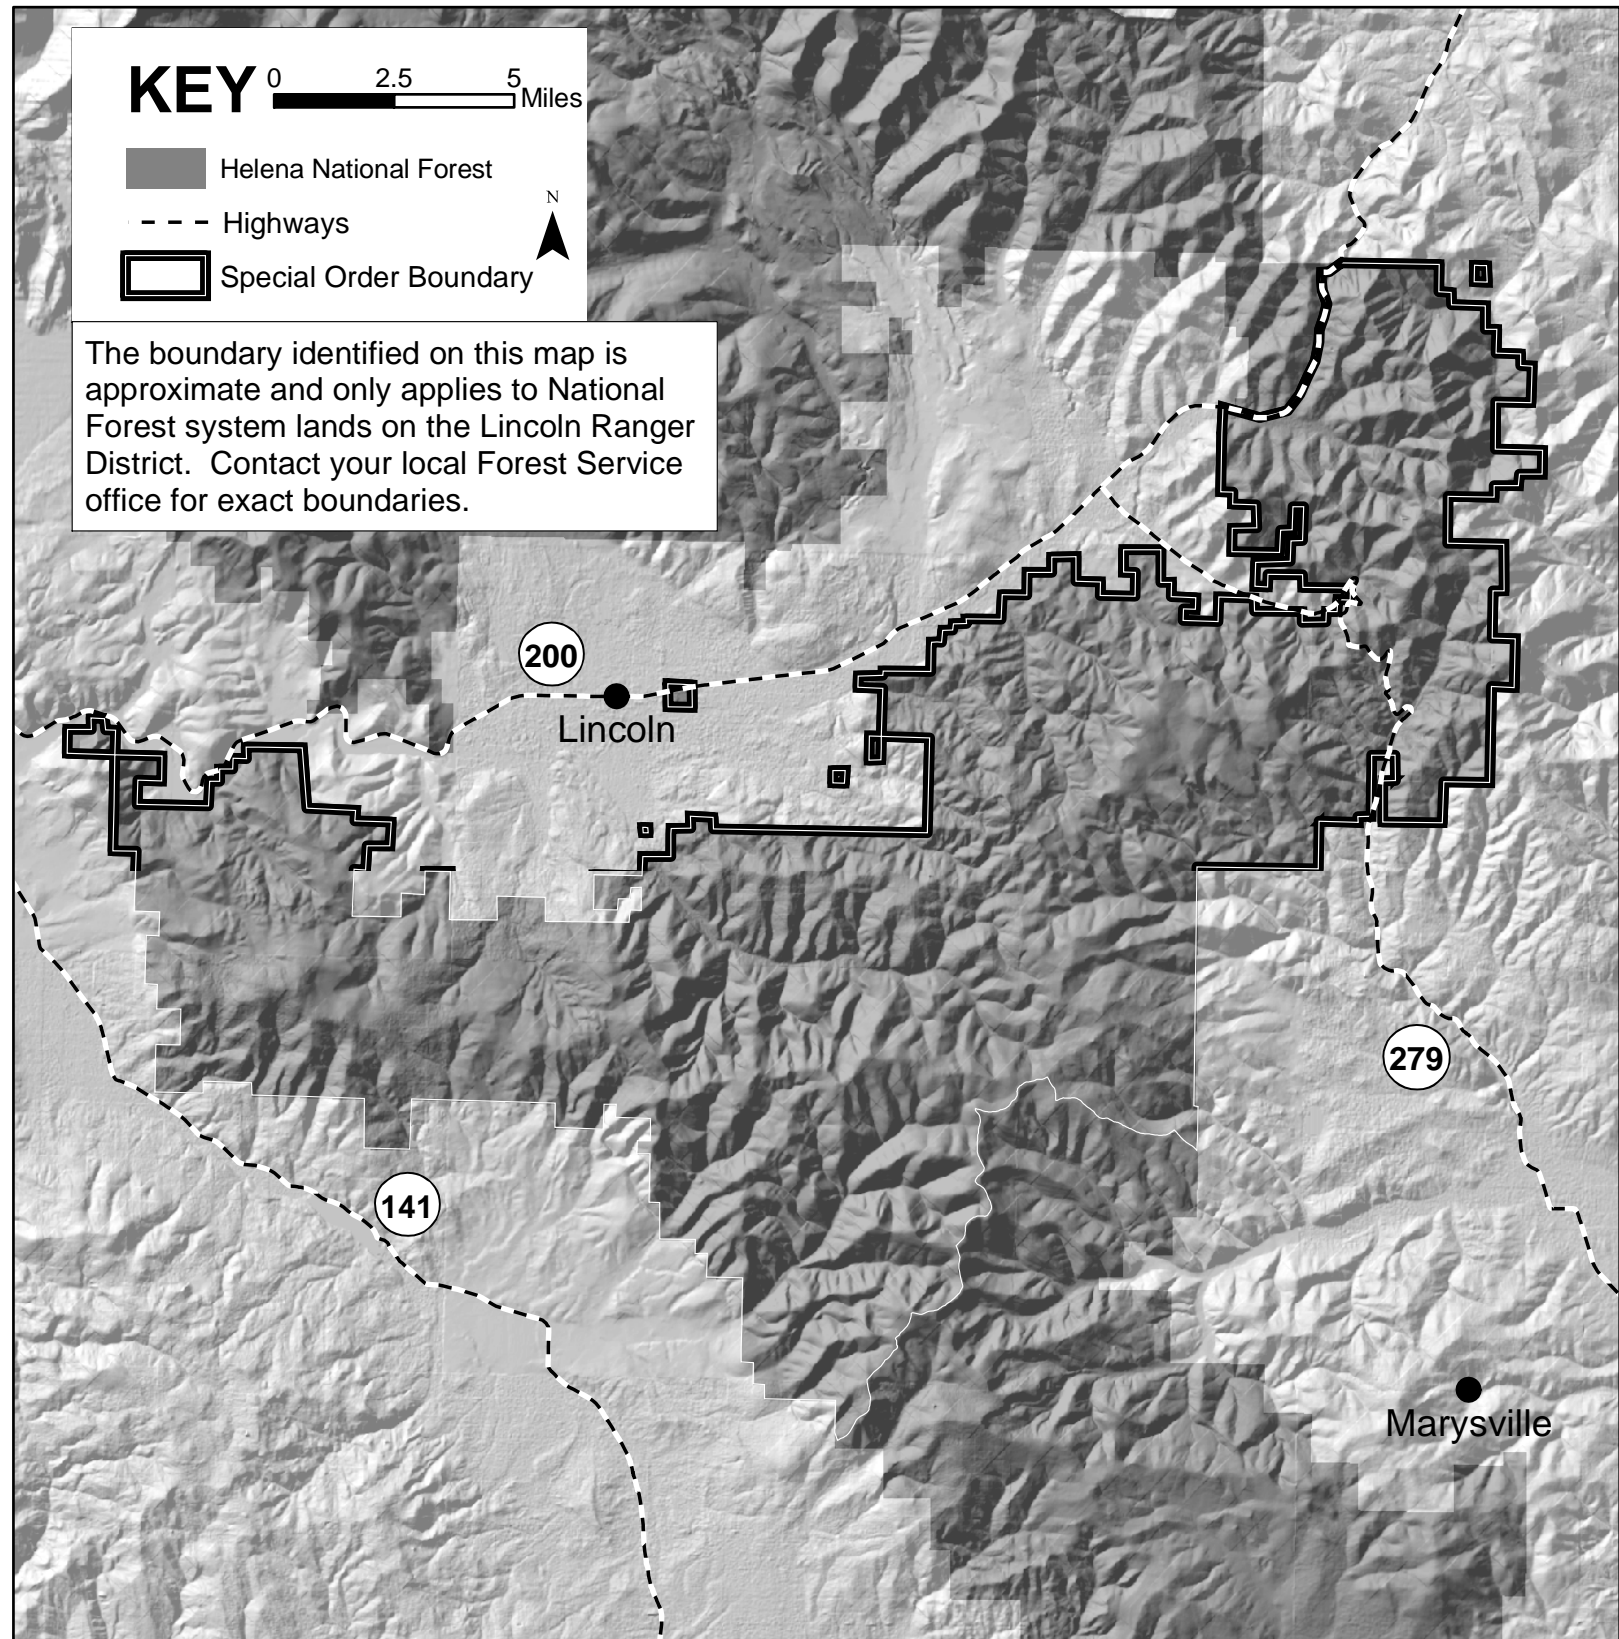 KEY
0 2.5 5
Miles
Helena National Forest
N
Highways
Special Order Boundary
The boundary identified on this map is
approximate and only applies to National
Forest system lands on the Lincoln Ranger
District.  Contact your local Forest Service
office for exact boundaries.
200
Lincoln
279
141
Marysville